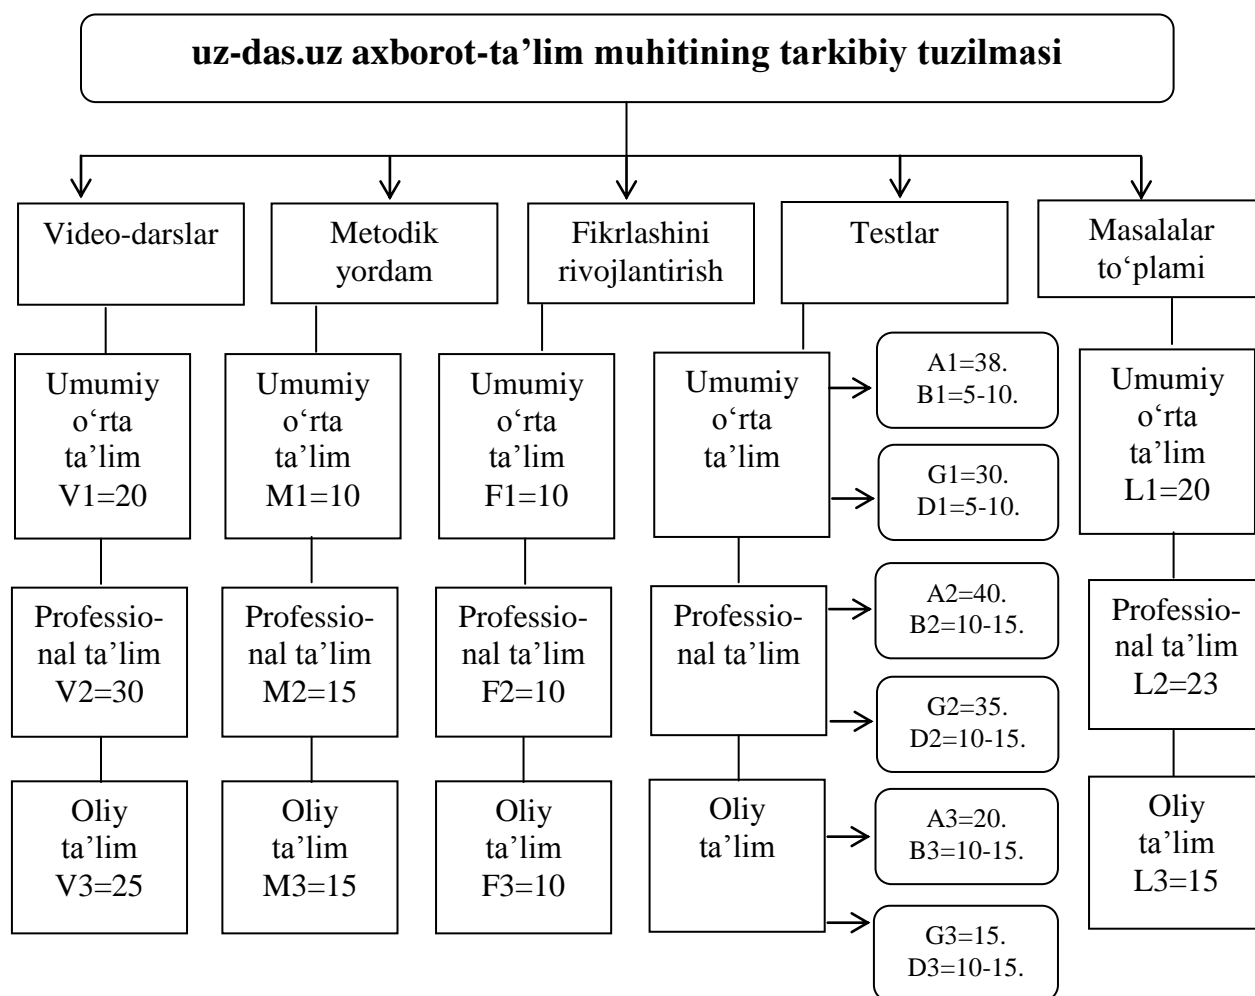 uz-das.uz axborot-ta’lim muhitining tarkibiy tuzilmasi
Video-darslar
Metodik
yordam
Fikrlashini
rivojlantirish
Testlar
Masalalar
to‘plami
Umumiy
o‘rta
ta’lim
V1=20
Umumiy
o‘rta
ta’lim
M1=10
Umumiy
o‘rta
ta’lim
F1=10
Umumiy
o‘rta
ta’lim
A1=38.
B1=5-10.
G1=30.
D1=5-10.
Umumiy
o‘rta
ta’lim
L1=20
Professio-
nal ta’lim
V2=30
Professio-
nal ta’lim
M2=15
Professio-
nal ta’lim
F2=10
Professio-
nal ta’lim
A2=40.
B2=10-15.
G2=35.
D2=10-15.
Professio-
nal ta’lim
L2=23
Oliy
ta’lim
V3=25
Oliy
ta’lim
M3=15
Oliy
ta’lim
F3=10
Oliy
ta’lim
A3=20.
B3=10-15.
G3=15.
D3=10-15.
Oliy
ta’lim
L3=15